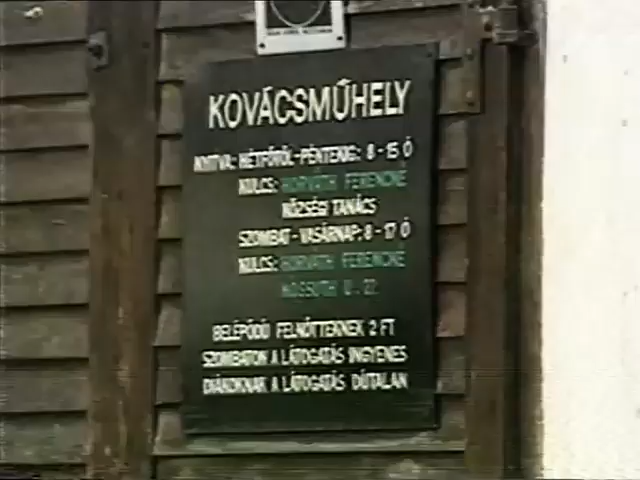 KOVÁCSMŰHELY
NYITVA: HÉTFŐTŐL-PÉNTEKIG: 8-15 Ó
KULCS: HORVÁTH FERENCNÉ
KÖZSÉGI TANÁCS
SZOMBAT-VASÁRNAP: 8-17 Ó
KULCS: HORVÁTH FERENCNÉ
KOSSUTH U. 27.
BELÉPŐDÍJ FELNŐTTEKNEK 2 FT
SZOMBATON A LÁTOGATÁS INGYENES
DIÁKOKNAK A LÁTOGATÁS DÍJTALAN